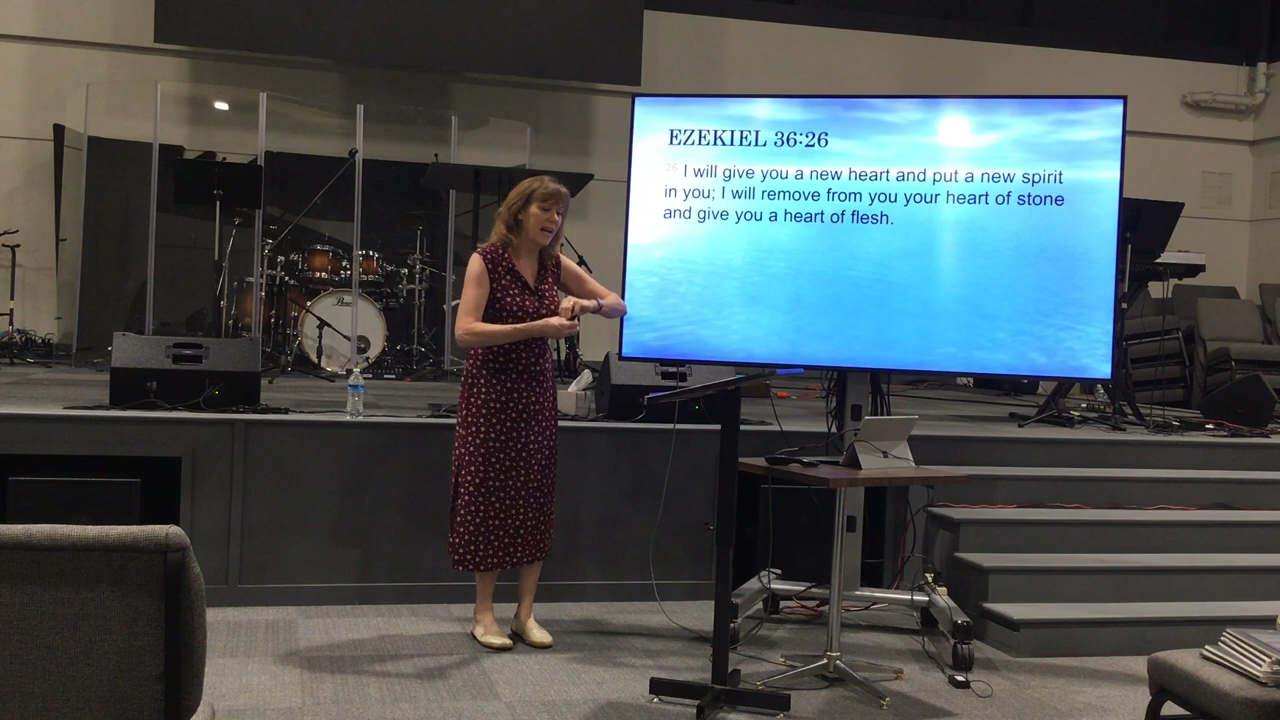 EZEKIEL 36:26
26 I will give you a new heart and put a new spirit
in you; I will remove from you your heart of stone
and give you a heart of flesh.
Pearl